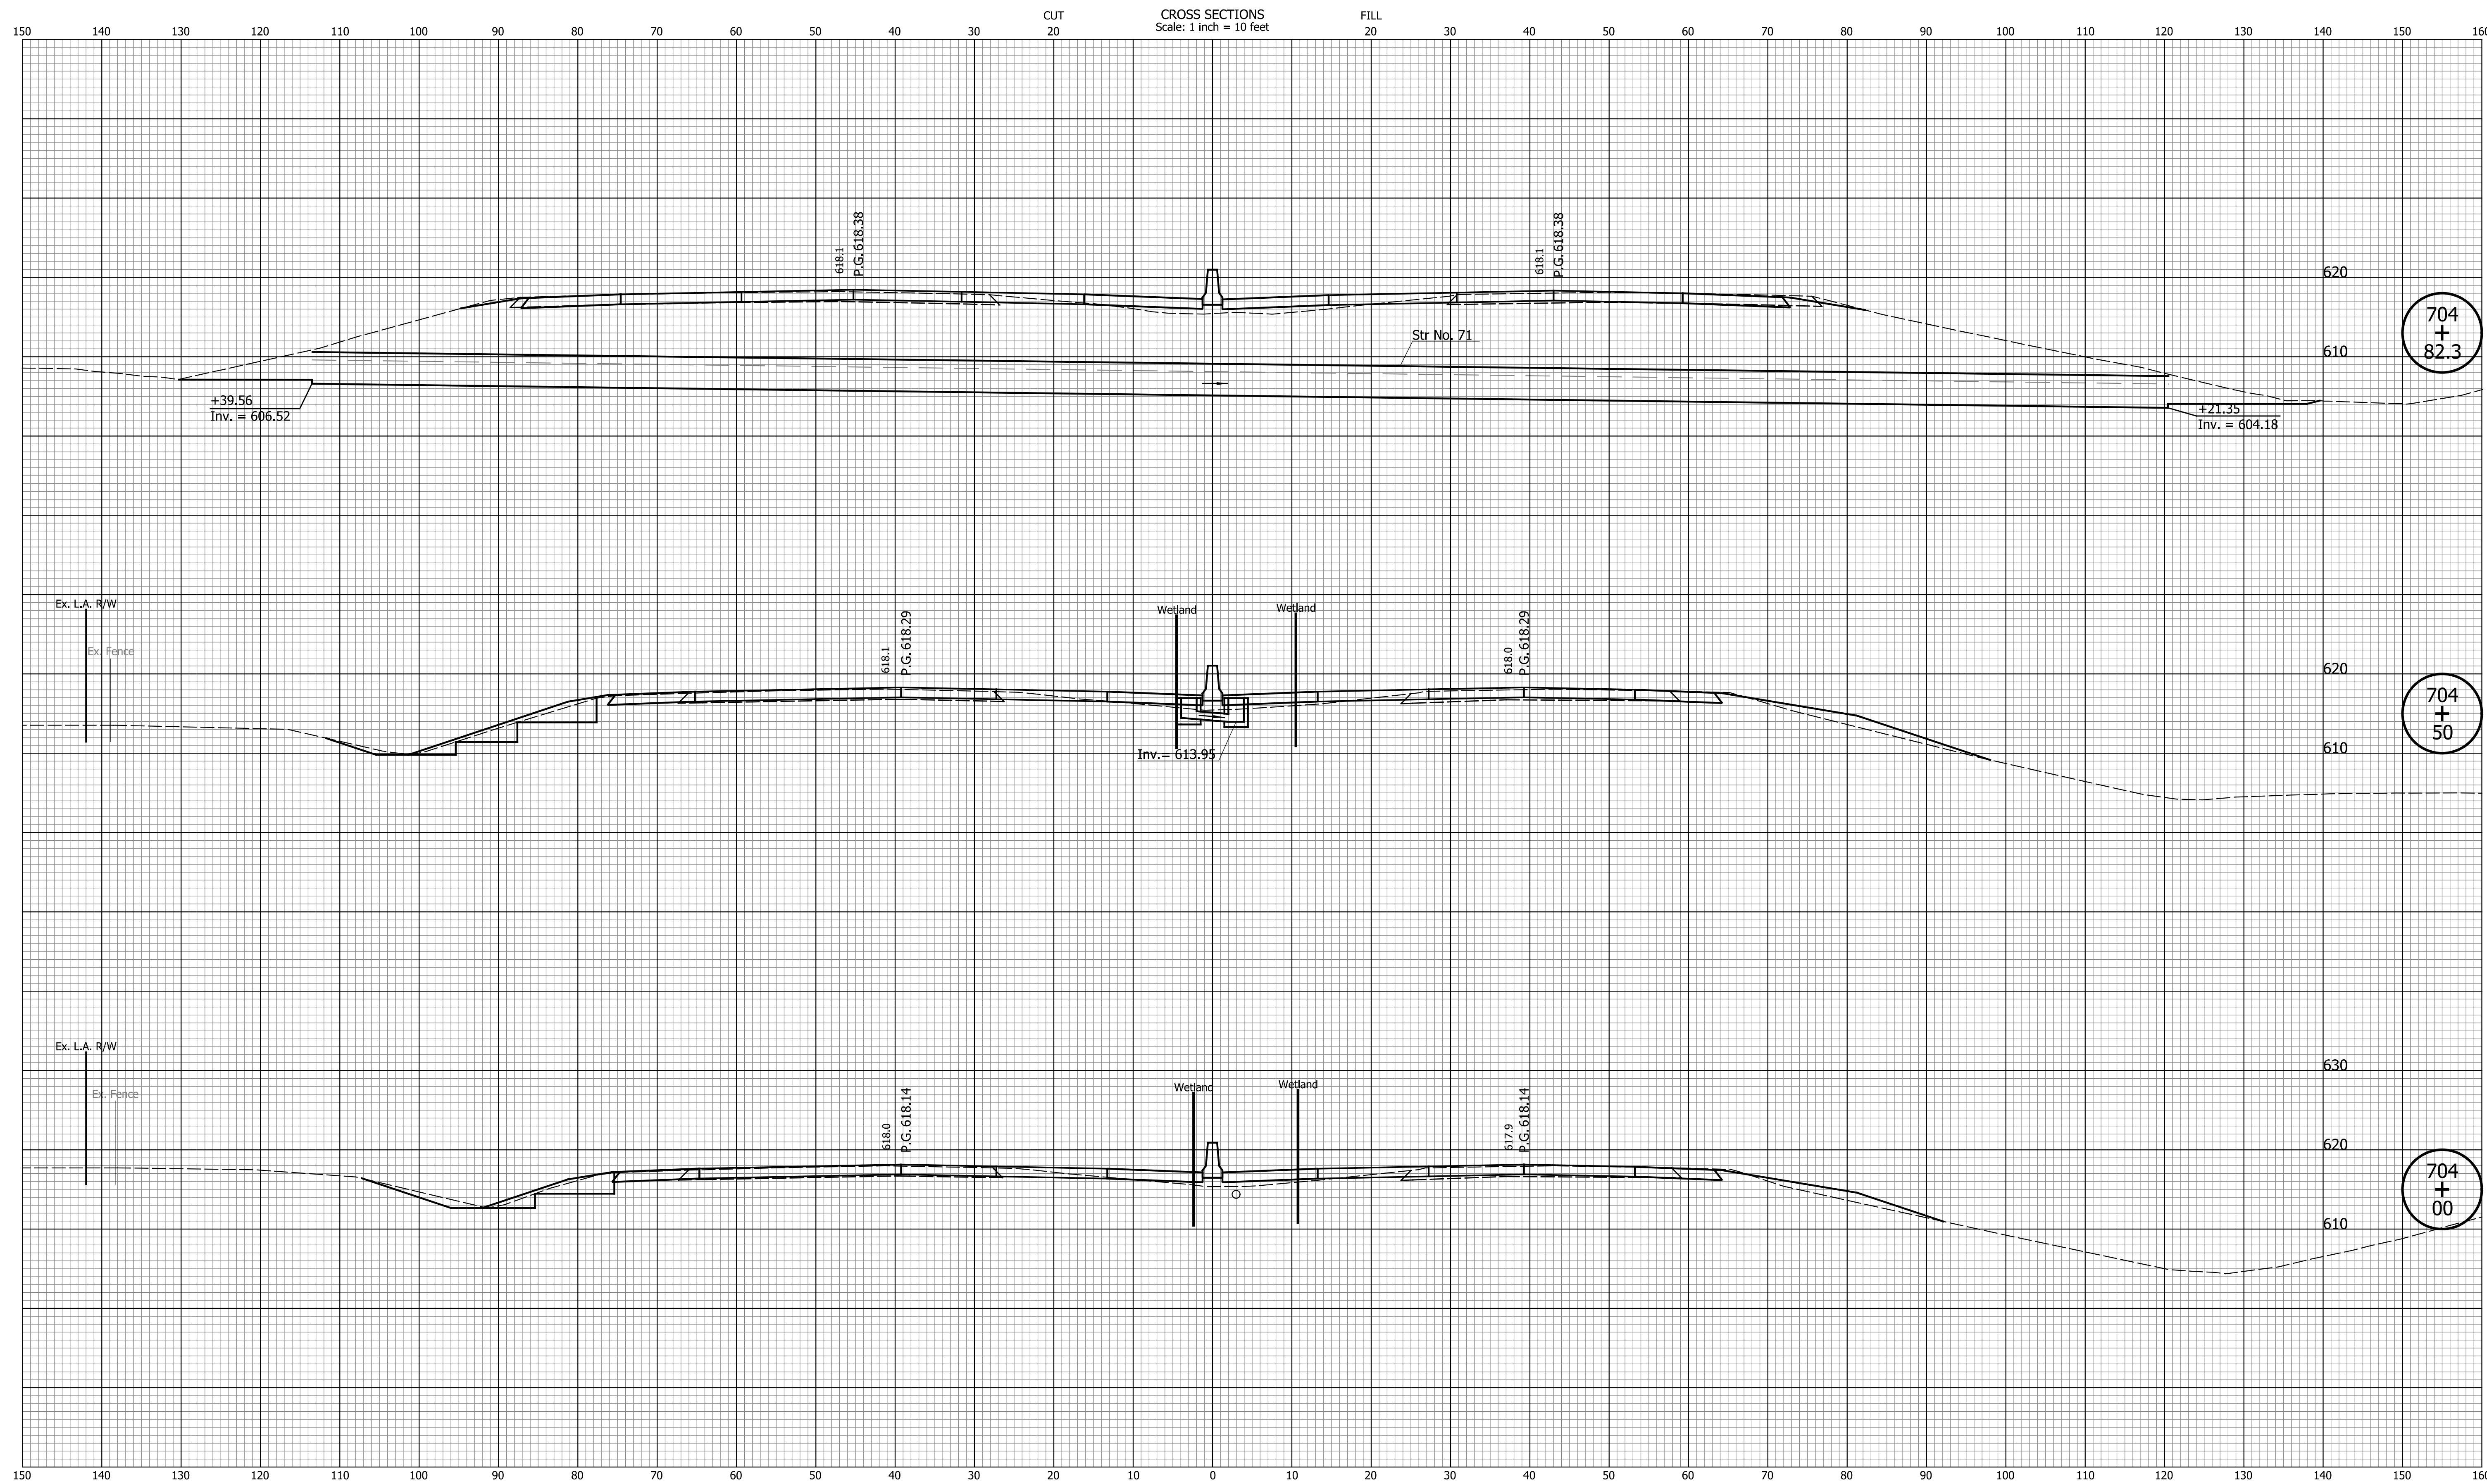 CUT CROSS SECTIONS FILL
Scale: 1 inch = 10 feet
150 140 130 120 110 100 90 80 70 60 50 40 30 20 20 30 40 50 60 70 80 90 100 110 120 130 140 150 160
618.1
P.G. 618.38
618.1
P.G. 618.38
620
704
+
82.3
Str No. 71
610
+39.56
Inv. = 606.52
+21.35
Inv. = 604.18
Ex. L.A. R/W
Ex. Fence
618.1
P.G. 618.29
Wetland
Wetland
618.0
P.G. 618.29
620
704
+
50
610
Inv.= 613.95
630
Ex. L.A. R/W
Ex. Fence
618.0
P.G. 618.14
Wetland
Wetland
617.9
P.G. 618.14
620
704
+
00
610
150 140 130 120 110 100 90 80 70 60 50 40 30 20 10 0 10 20 30 40 50 60 70 80 90 100 110 120 130 140 150 160